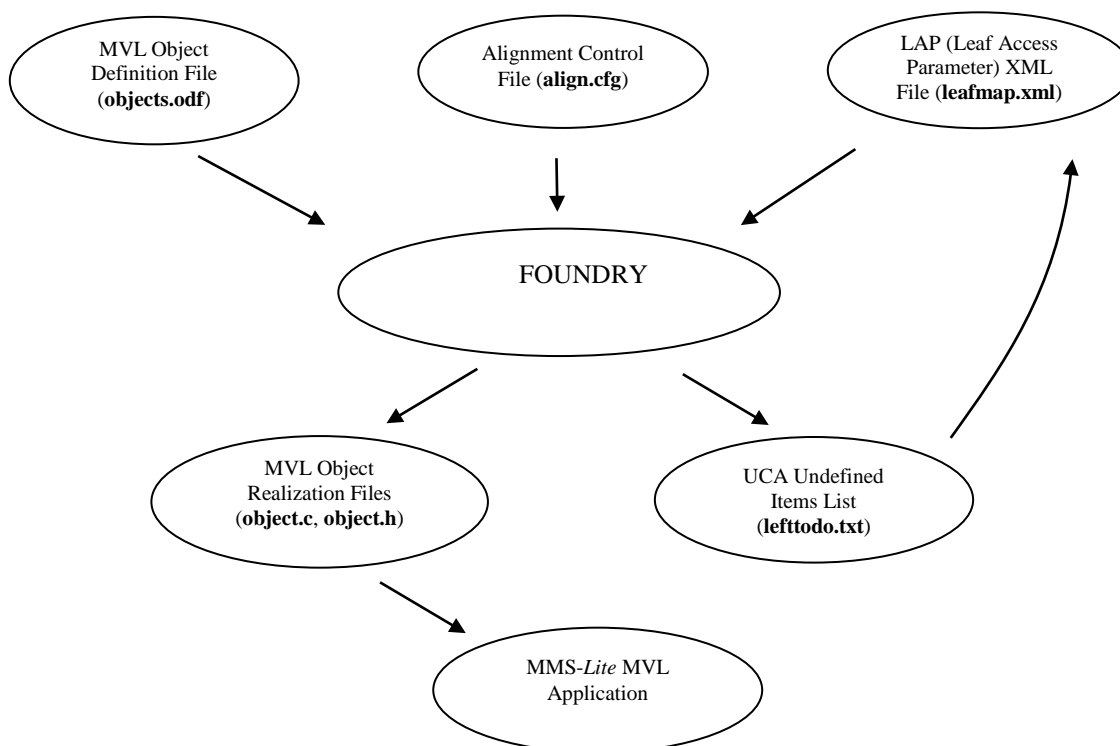 MVL Object
Definition File
(objects.odf)
Alignment Control
File (align.cfg)
LAP (Leaf Access
Parameter) XML
File (leafmap.xml)
FOUNDRY
MVL Object
Realization Files
(object.c, object.h)
UCA Undefined
Items List
(lefttodo.txt)
MMS-Lite MVL
Application